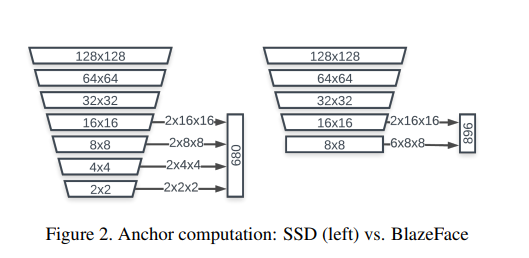 128x128
64x64
32x32
16x16
8x8
4x4
2x2
2x16x16
2x8x8
2x4x4
2x2x2
680
128x128
64x64
32x32
16x16
8x8
2x16x16
6x8x8
896
Figure 2. Anchor computation: SSD (left) vs. BlazeFace